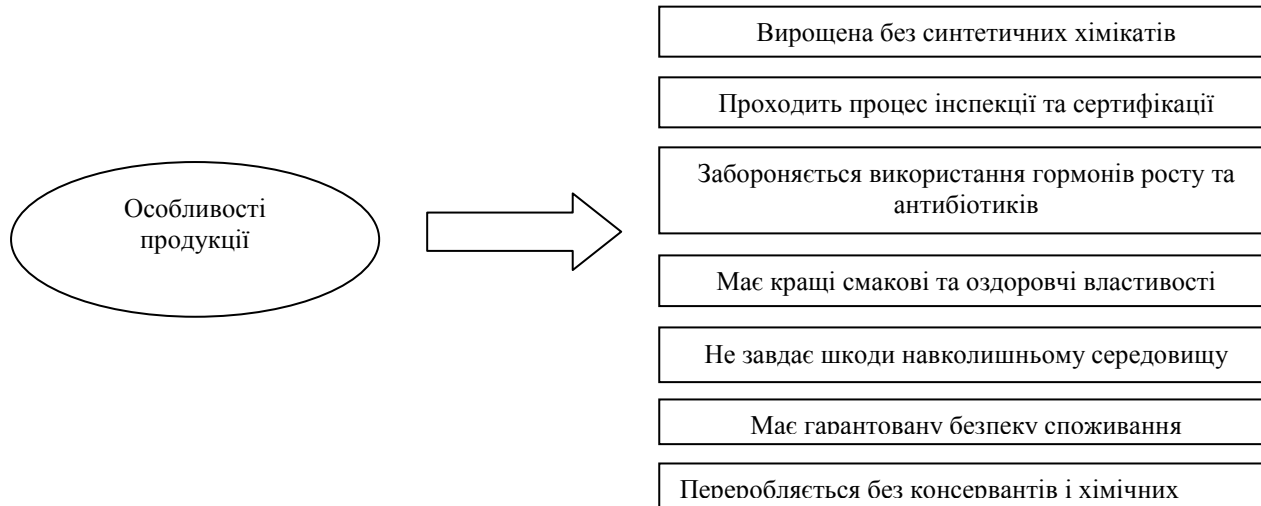 Особливості
продукції
Вирощена без синтетичних хімікатів
Проходить процес інспекції та сертифікації
Забороняється використання гормонів росту та
антибіотиків
Має кращі смакові та оздоровчі властивості
Не завдає шкоди навколишньому середовищу
Має гарантовану безпеку споживання
Переробляється без консервантів і хімічних